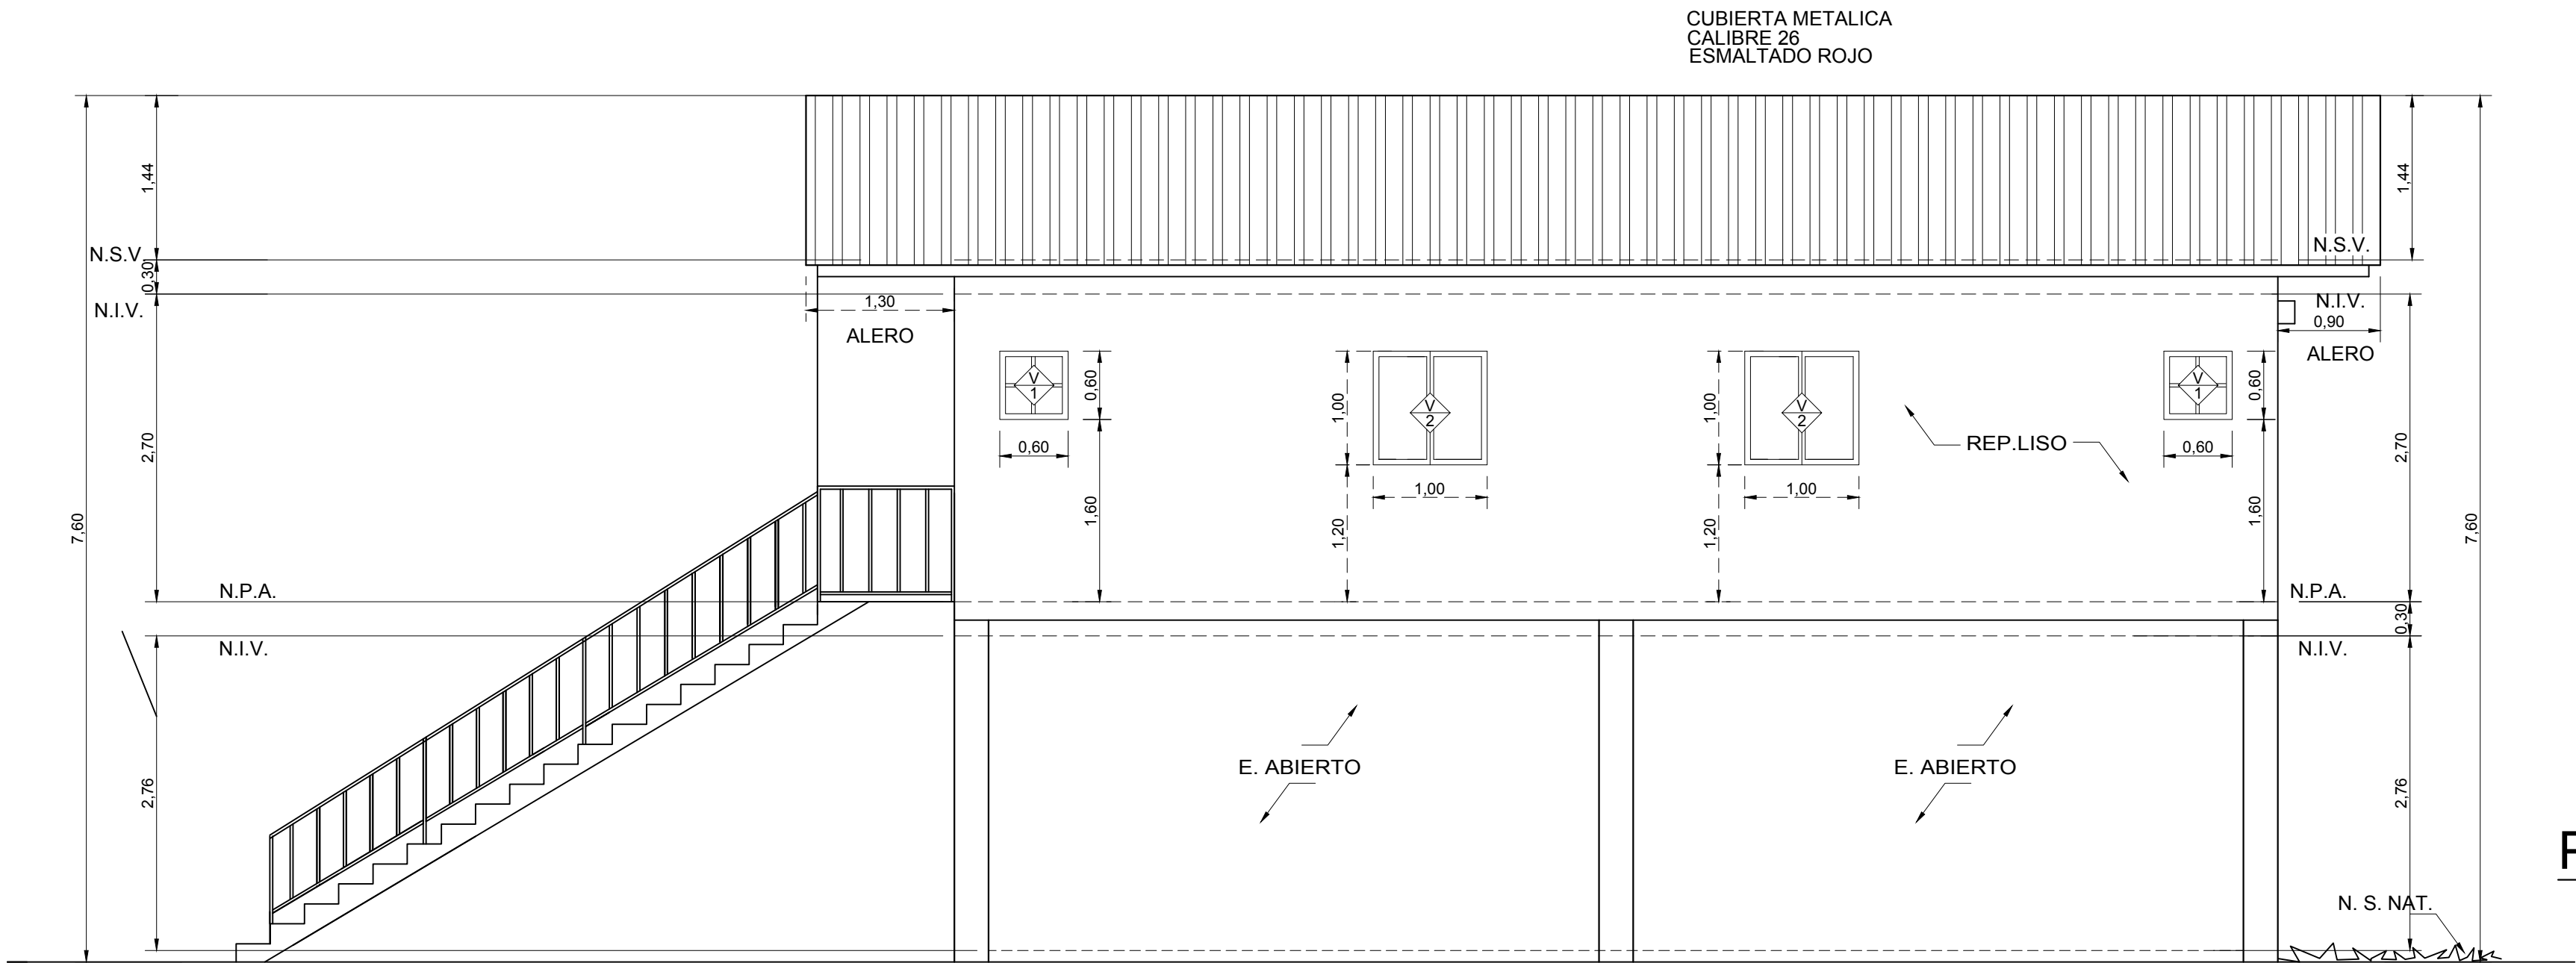 CUBIERTA METALICA
CALIBRE 26
ESMALTADO ROJO
1,44
1,44
N.S.V.
N.S.V.
0,30
N.I.V.
1,30
N.I.V.
0,90
ALERO
ALERO
V
1
0,60
0,60
1,60
V
2
1,00
1,00
1,20
V
2
1,00
1,00
1,20
REP.LISO
V
1
0,60
0,60
1,60
2,70
2,70
7,60
7,60
N.P.A.
N.P.A.
0,30
N.I.V.
N.I.V.
E. ABIERTO
E. ABIERTO
2,76
2,76
N. S. NAT.